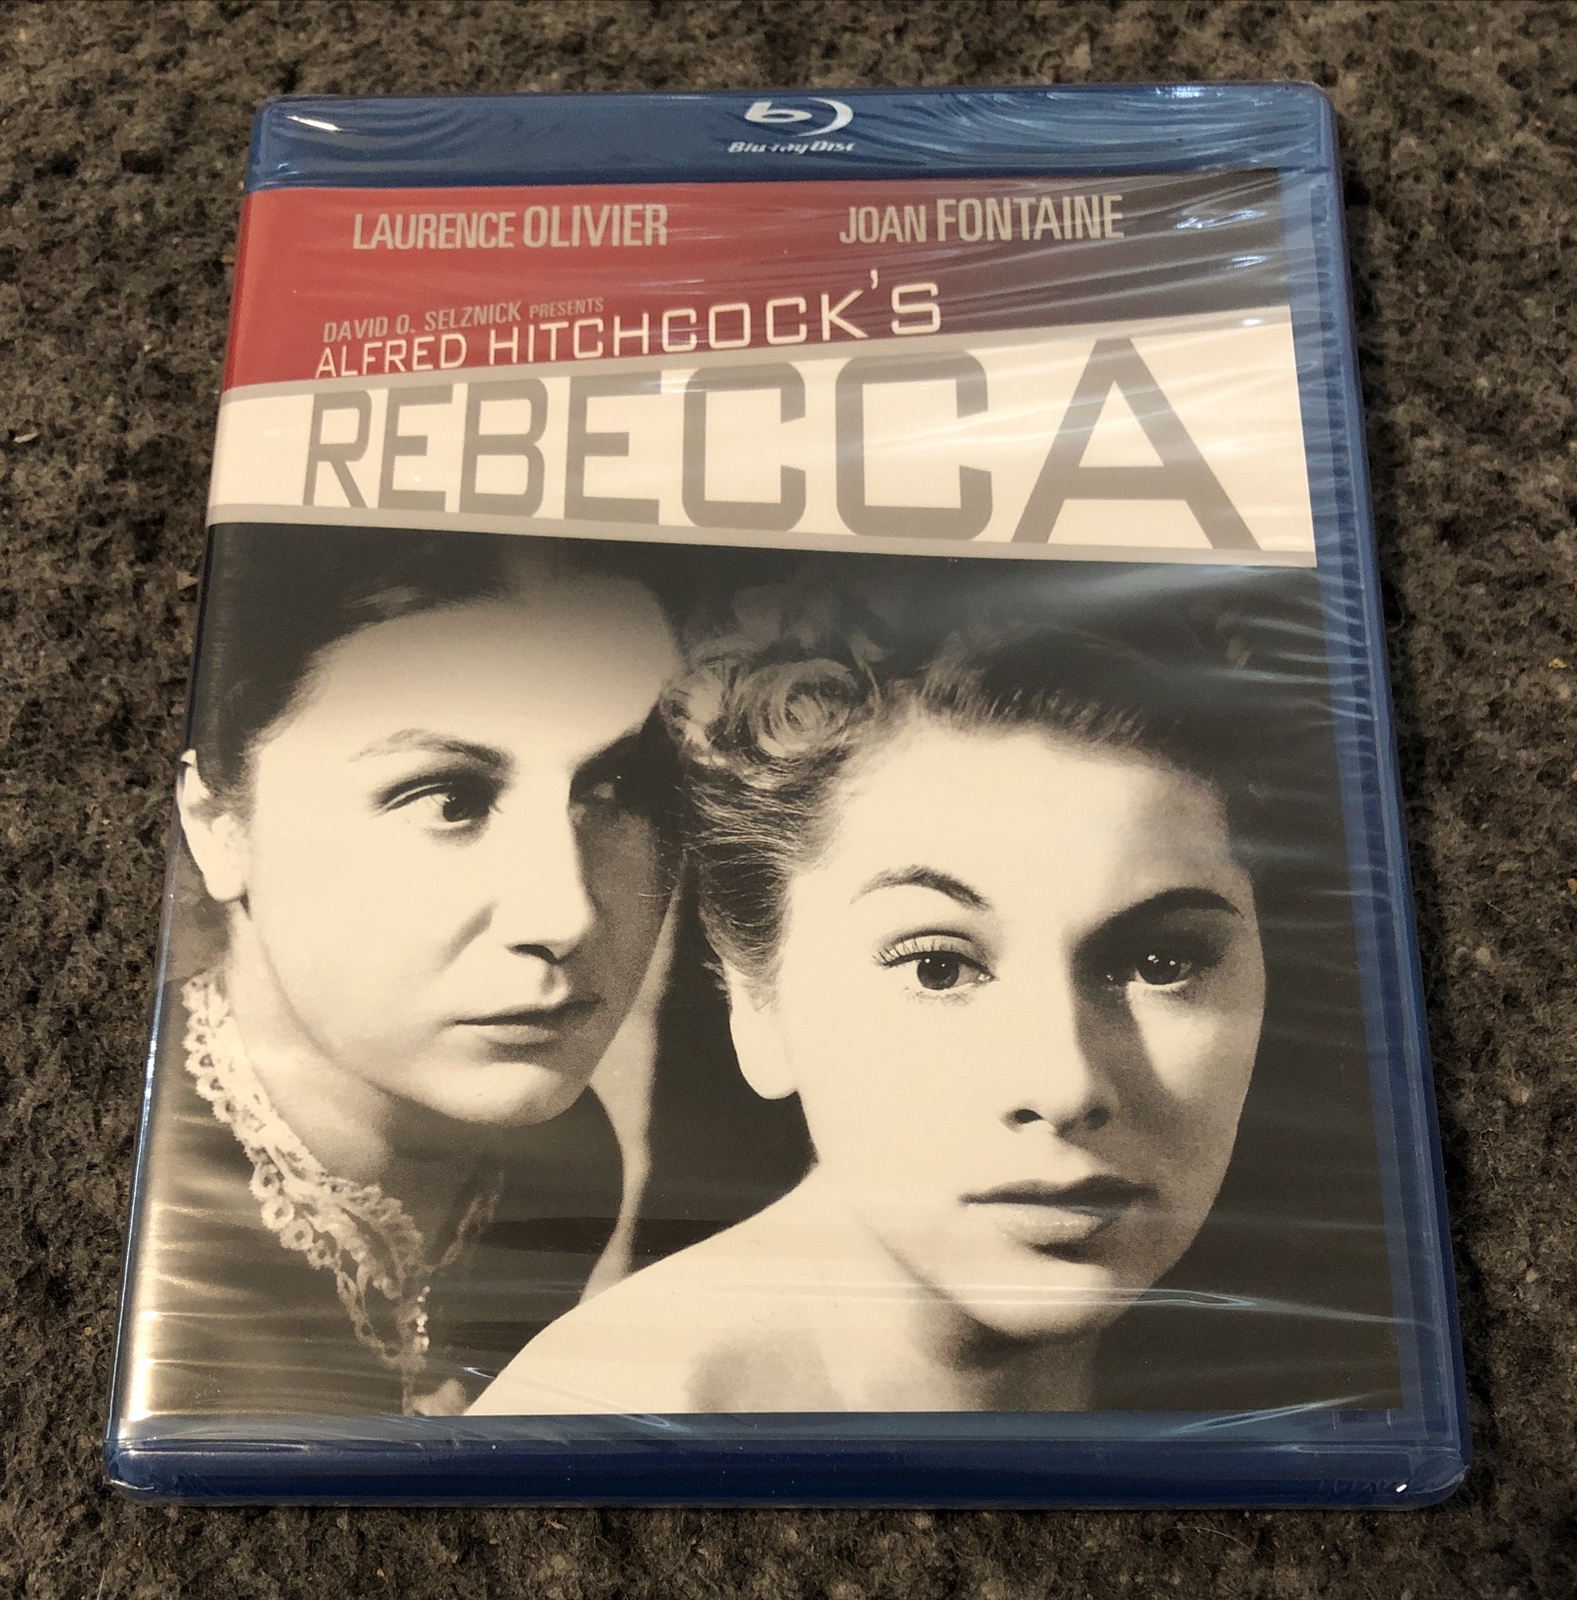 Blu-ray Disc
LAURENCE OLIVIER JOAN FONTAINE
DAVID O. SELZNICK PRESENTS
ALFRED HITCHCOCK'S
REBECCA